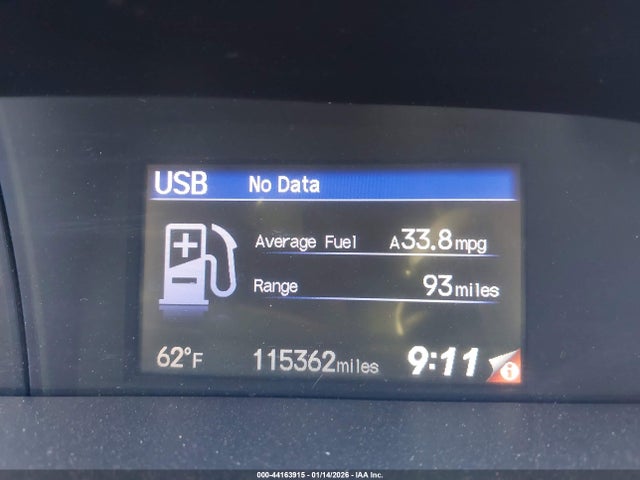 USB No Data
Average Fuel A33.8mpg
Range 93miles
62°F 115362miles 9:11 i
000-44163915 - 01/14/2026 - IAA Inc.